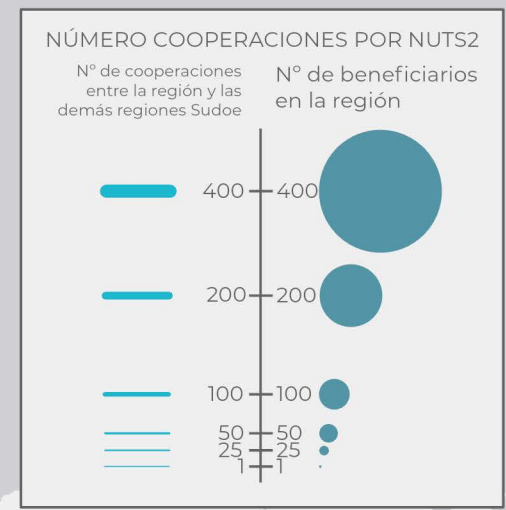 NÚMERO COOPERACIONES POR NUTS2
Nº de cooperaciones
entre la región y las
demás regiones Sudoe
Nº de beneficiarios
en la región
400 400
200 200
100 100
50 50
25 25
1 1